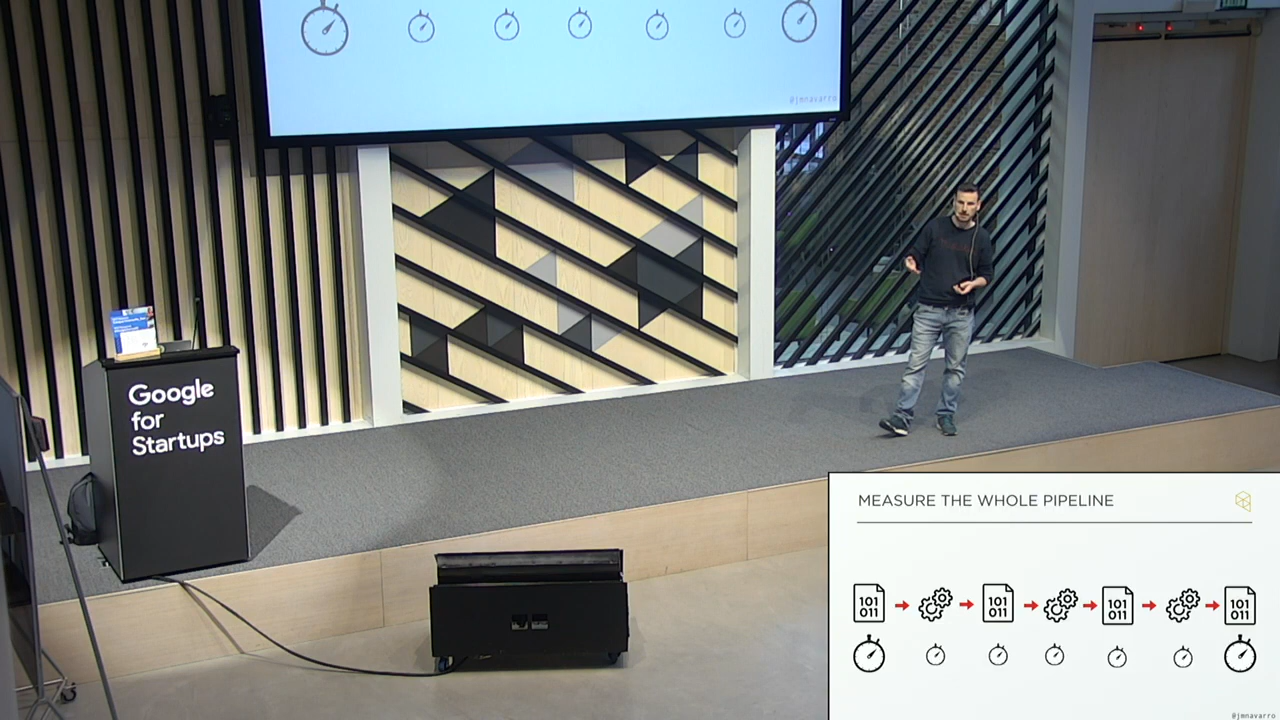 @jmnavarro
Google
for
Startups
MEASURE THE WHOLE PIPELINE
101 101 101 101
011 011 011 011
@jmnavarro